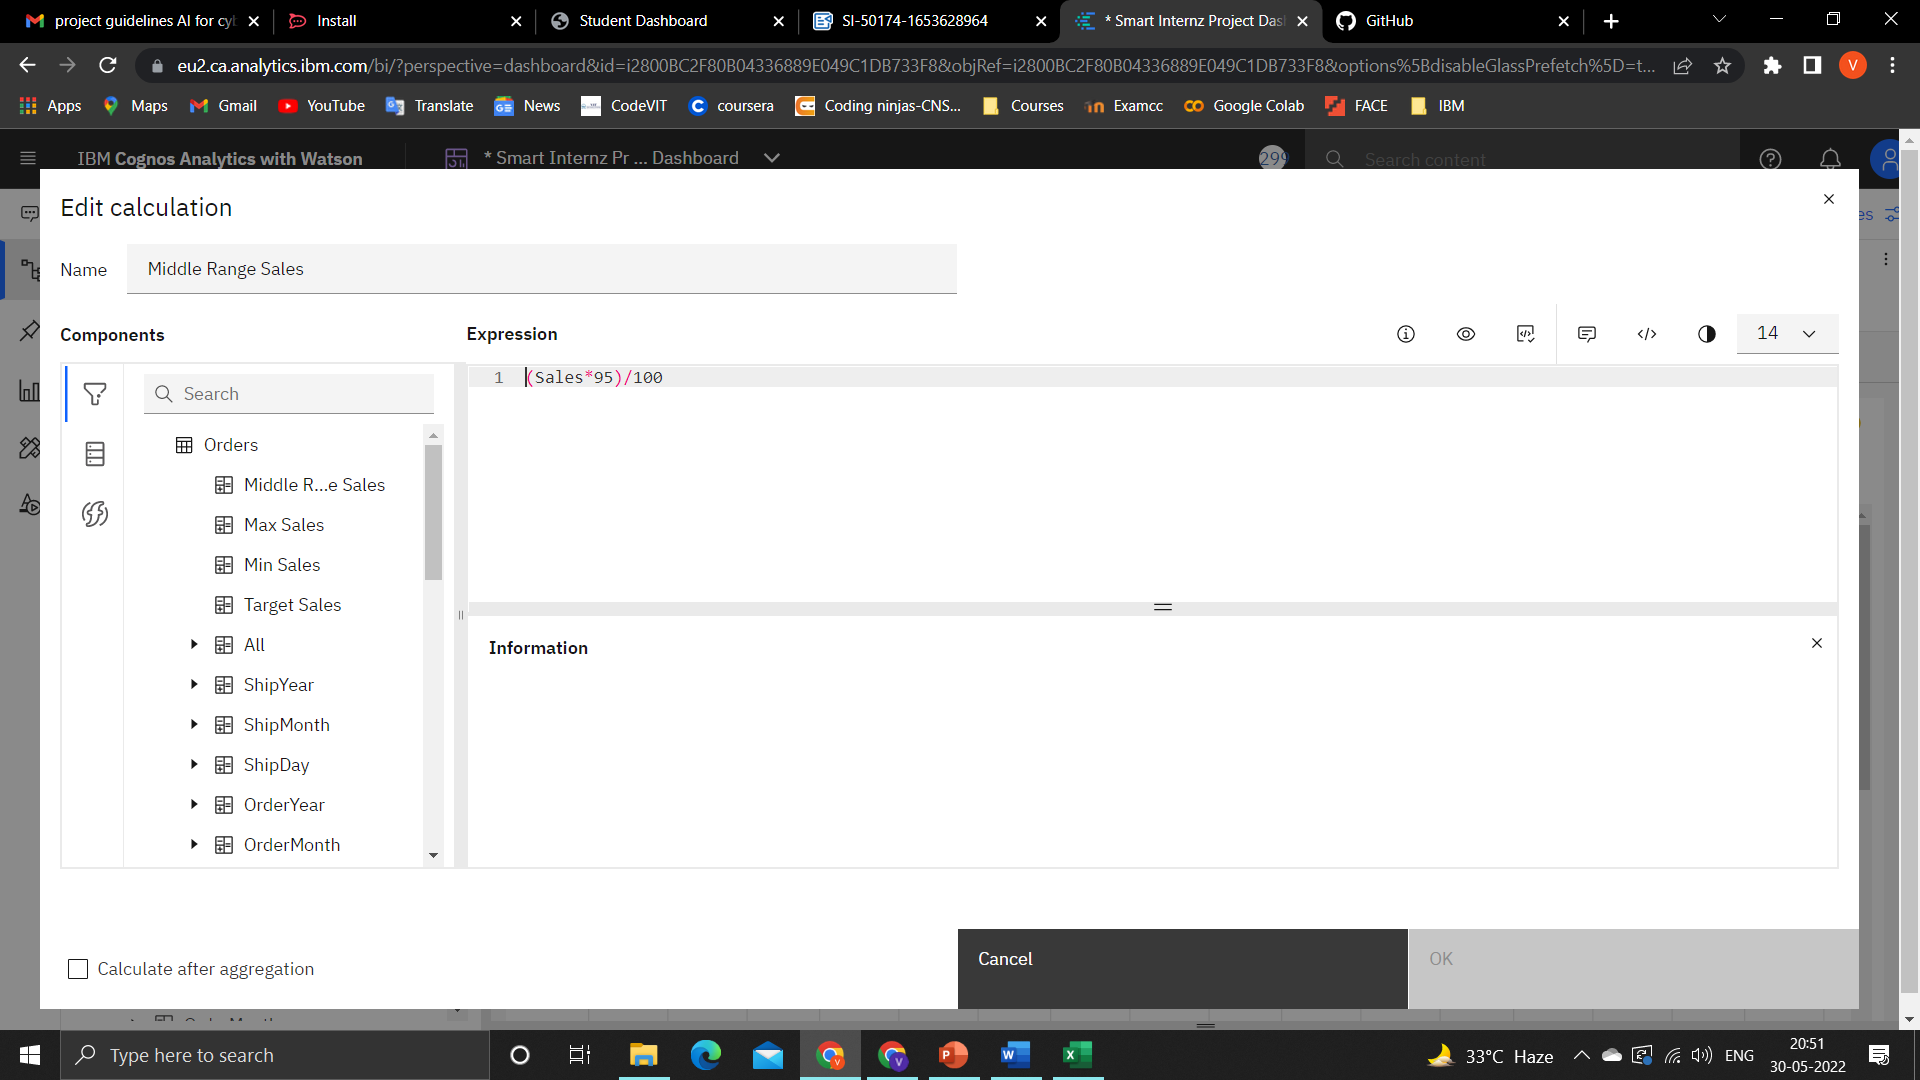 project guidelines AI for cy
Install
Student Dashboard
SI-50174-1653628964
* Smart Internz Project Das
GitHub
eu2.ca.analytics.ibm.com/bi/?perspective=dashboard&id=i2800BC2F80B04336889E049C1DB733F8&objRef=i2800BC2F80B04336889E049C1DB733F8&options%5BdisableGlassPrefetch%5D=t...
V
Apps
Maps
Gmail
YouTube
Translate
News
CodeVIT
coursera
Coding ninjas-CNS...
Courses
Examcc
Google Colab
FACE
IBM
IBM Cognos Analytics with Watson
* Smart Internz Pr ... Dashboard
299
Search content
Edit calculation
es
Name
Middle Range Sales
Components
Expression
14
Search
1 (Sales*95)/100
Orders
Middle R...e Sales
Max Sales
Min Sales
Target Sales
All
ShipYear
ShipMonth
ShipDay
OrderYear
OrderMonth
Information
Calculate after aggregation
Cancel
OK
Type here to search
33°C Haze
ENG
20:51
30-05-2022